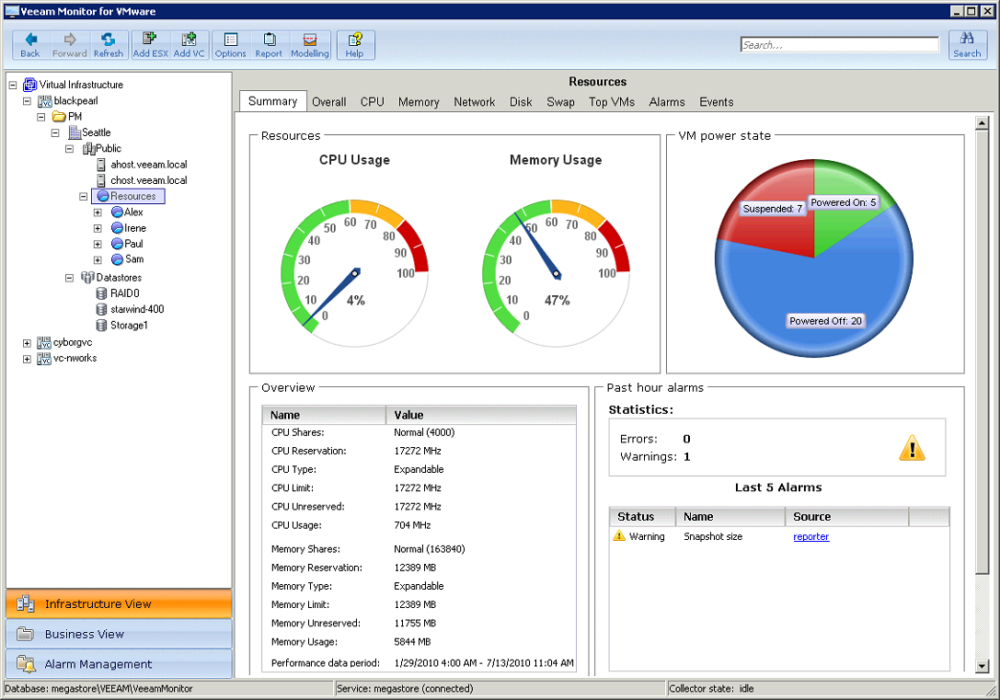 Veeam Monitor for VMware
Back Forward Refresh Add ESX Add VC Options Report Modelling Help
Search...
Search
Virtual Infrastructure
blackpearl
PM
Seattle
Public
ahost.veeam.local
chost.veeam.local
Resources
Alex
Irene
Paul
Sam
Datastores
RAID0
starwind-400
Storage1
cyborgvc
vc-nworks
Infrastructure View
Business View
Alarm Management
Resources
Summary Overall CPU Memory Network Disk Swap Top VMs Alarms Events
Resources
CPU Usage
0 10 20 30 40 50 60 70 80 90 100
4%
Memory Usage
0 10 20 30 40 50 60 70 80 90 100
47%
VM power state
Suspended: 7
Powered On: 5
Powered Off: 20
Overview
Name Value
CPU Shares: Normal (4000)
CPU Reservation: 17272 MHz
CPU Type: Expandable
CPU Limit: 17272 MHz
CPU Unreserved: 17272 MHz
CPU Usage: 704 MHz
Memory Shares: Normal (163840)
Memory Reservation: 12389 MB
Memory Type: Expandable
Memory Limit: 12389 MB
Memory Unreserved: 11755 MB
Memory Usage: 5844 MB
Performance data period: 1/29/2010 4:00 AM - 7/13/2010 11:04 AM
Past hour alarms
Statistics:
Errors: 0
Warnings: 1
Last 5 Alarms
Status Name Source
Warning Snapshot size reporter
Database: megastore\VEEAM\VeeamMonitor
Service: megastore (connected)
Collector state: idle